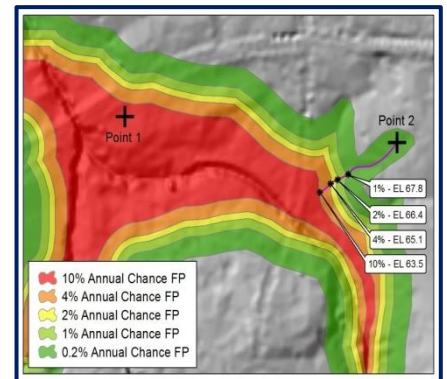 Point 1
Point 2
1% - EL 67.8
2% - EL 66.4
4% - EL 65.1
10% - EL 63.5
10% Annual Chance FP
4% Annual Chance FP
2% Annual Chance FP
1% Annual Chance FP
0.2% Annual Chance FP